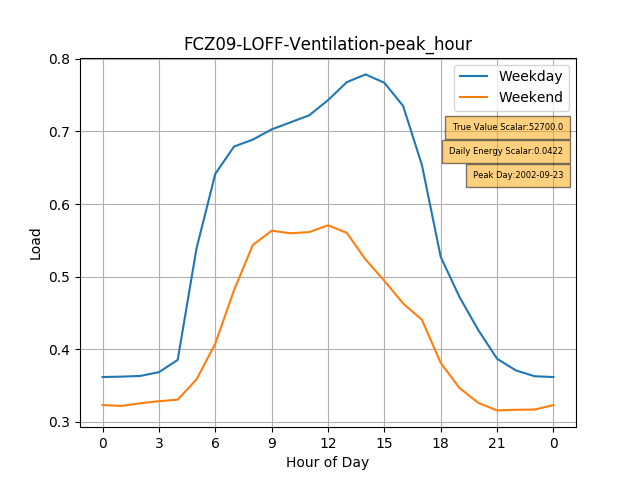 FCZ09-LOFF-Ventilation-peak_hour
0.8
0.7
0.6
0.5
0.4
0.3
Load
Weekday
Weekend
True Value Scalar:52700.0
Daily Energy Scalar:0.0422
Peak Day:2002-09-23
0 3 6 9 12 15 18 21 0
Hour of Day